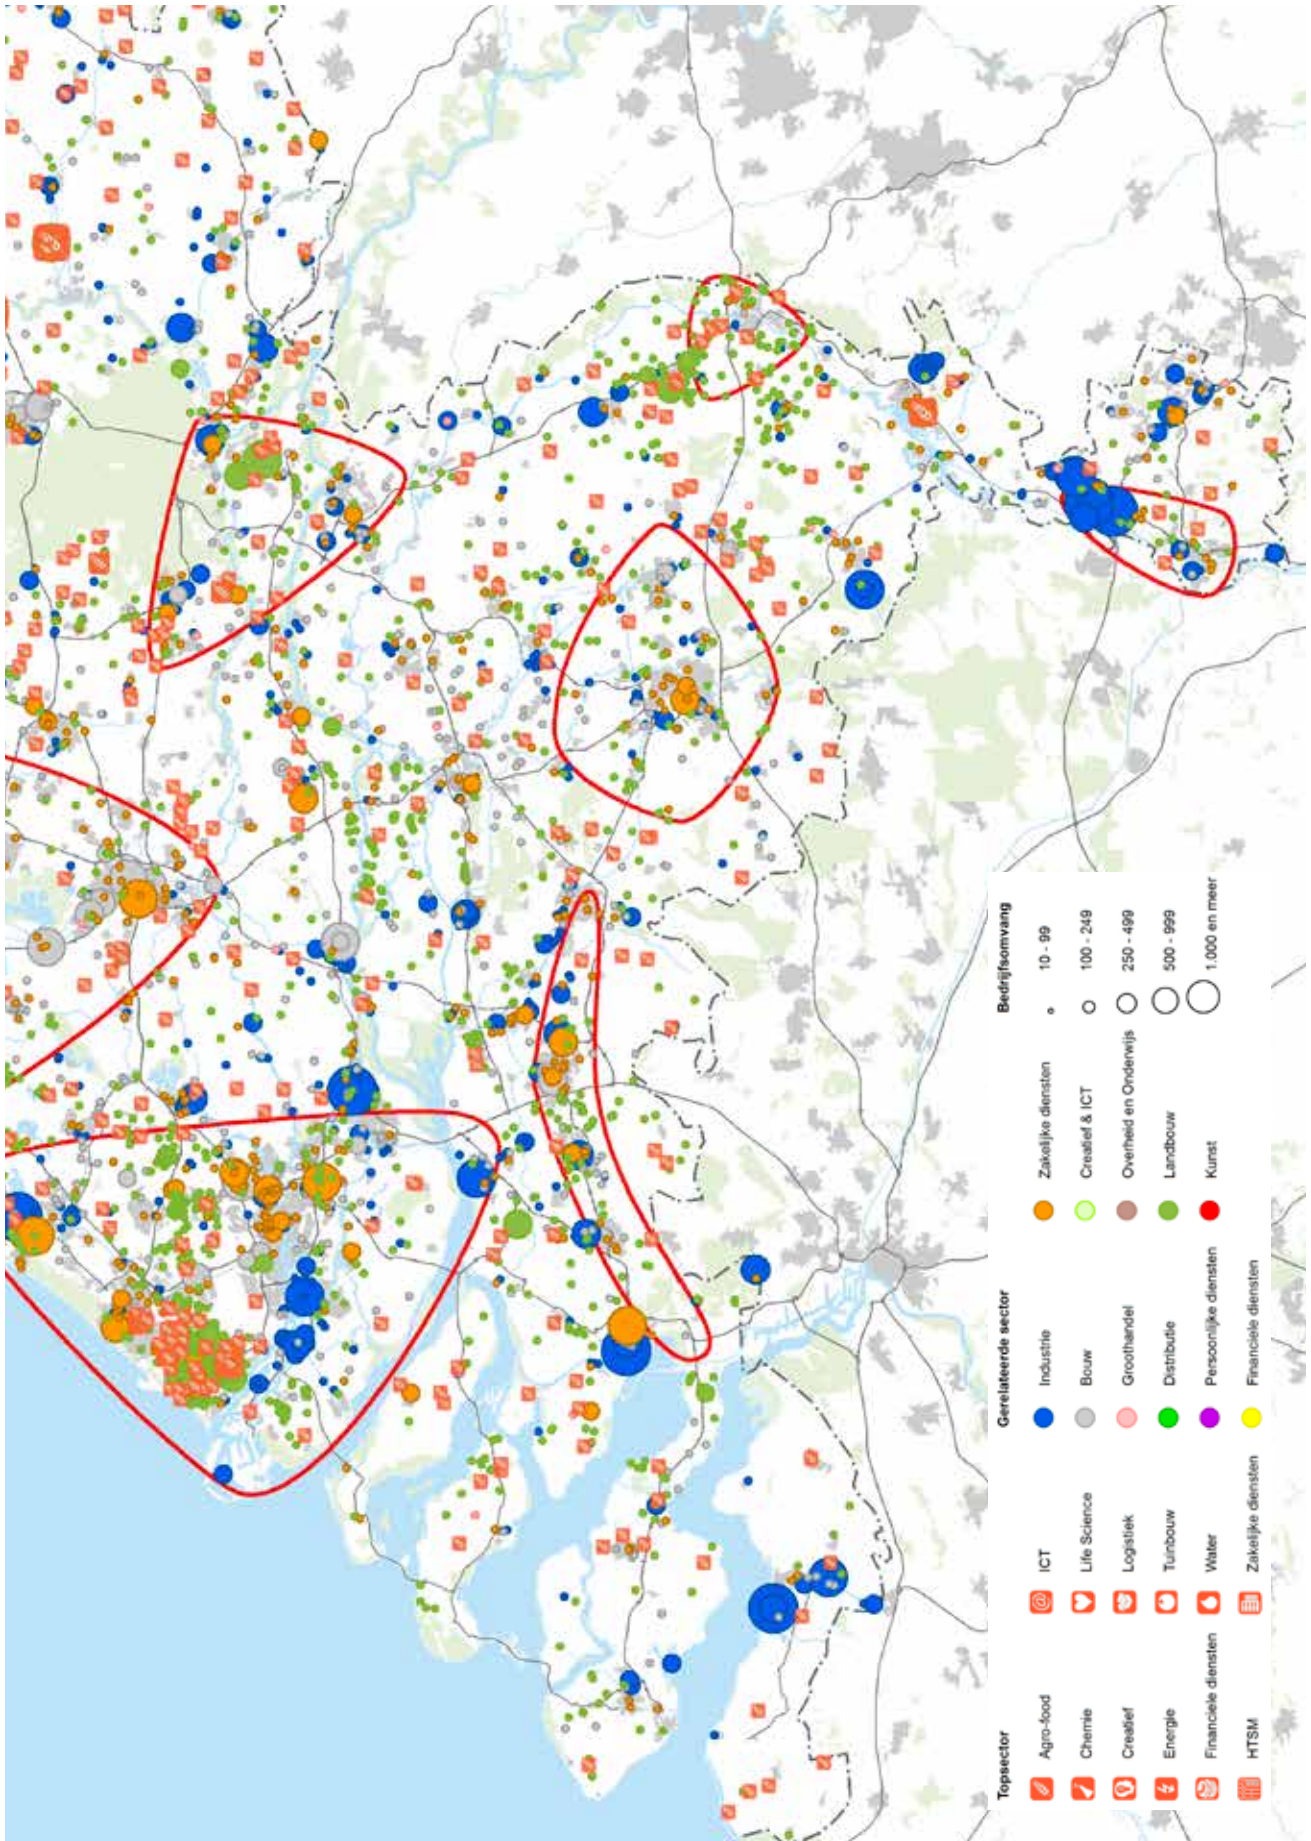 Topsector
Agro-food
Chemie
Creatief
Energie
Financiele diensten
HTSM
ICT
Life Science
Logistiek
Tuinbouw
Water
Zakelijke diensten
Gerelateerde sector
Industrie
Bouw
Groothandel
Distributie
Persoonlijke diensten
Financiele diensten
Zakelijke diensten
Creatief & ICT
Overheid en Onderwijs
Landbouw
Kunst
Bedrijfsomvang
10 - 99
100 - 249
250 - 499
500 - 999
1.000 en meer